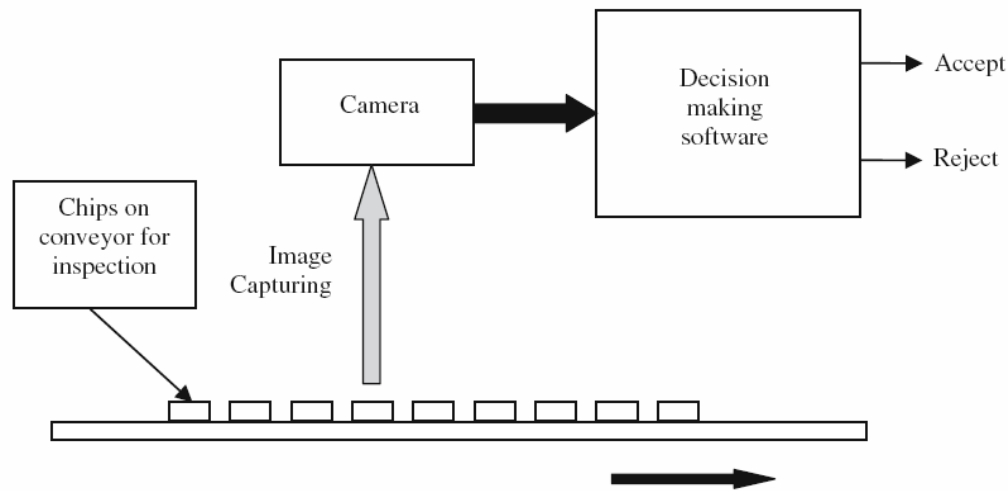 Camera
Decision
making
software
Accept
Reject
Chips on
conveyor for
inspection
Image
Capturing